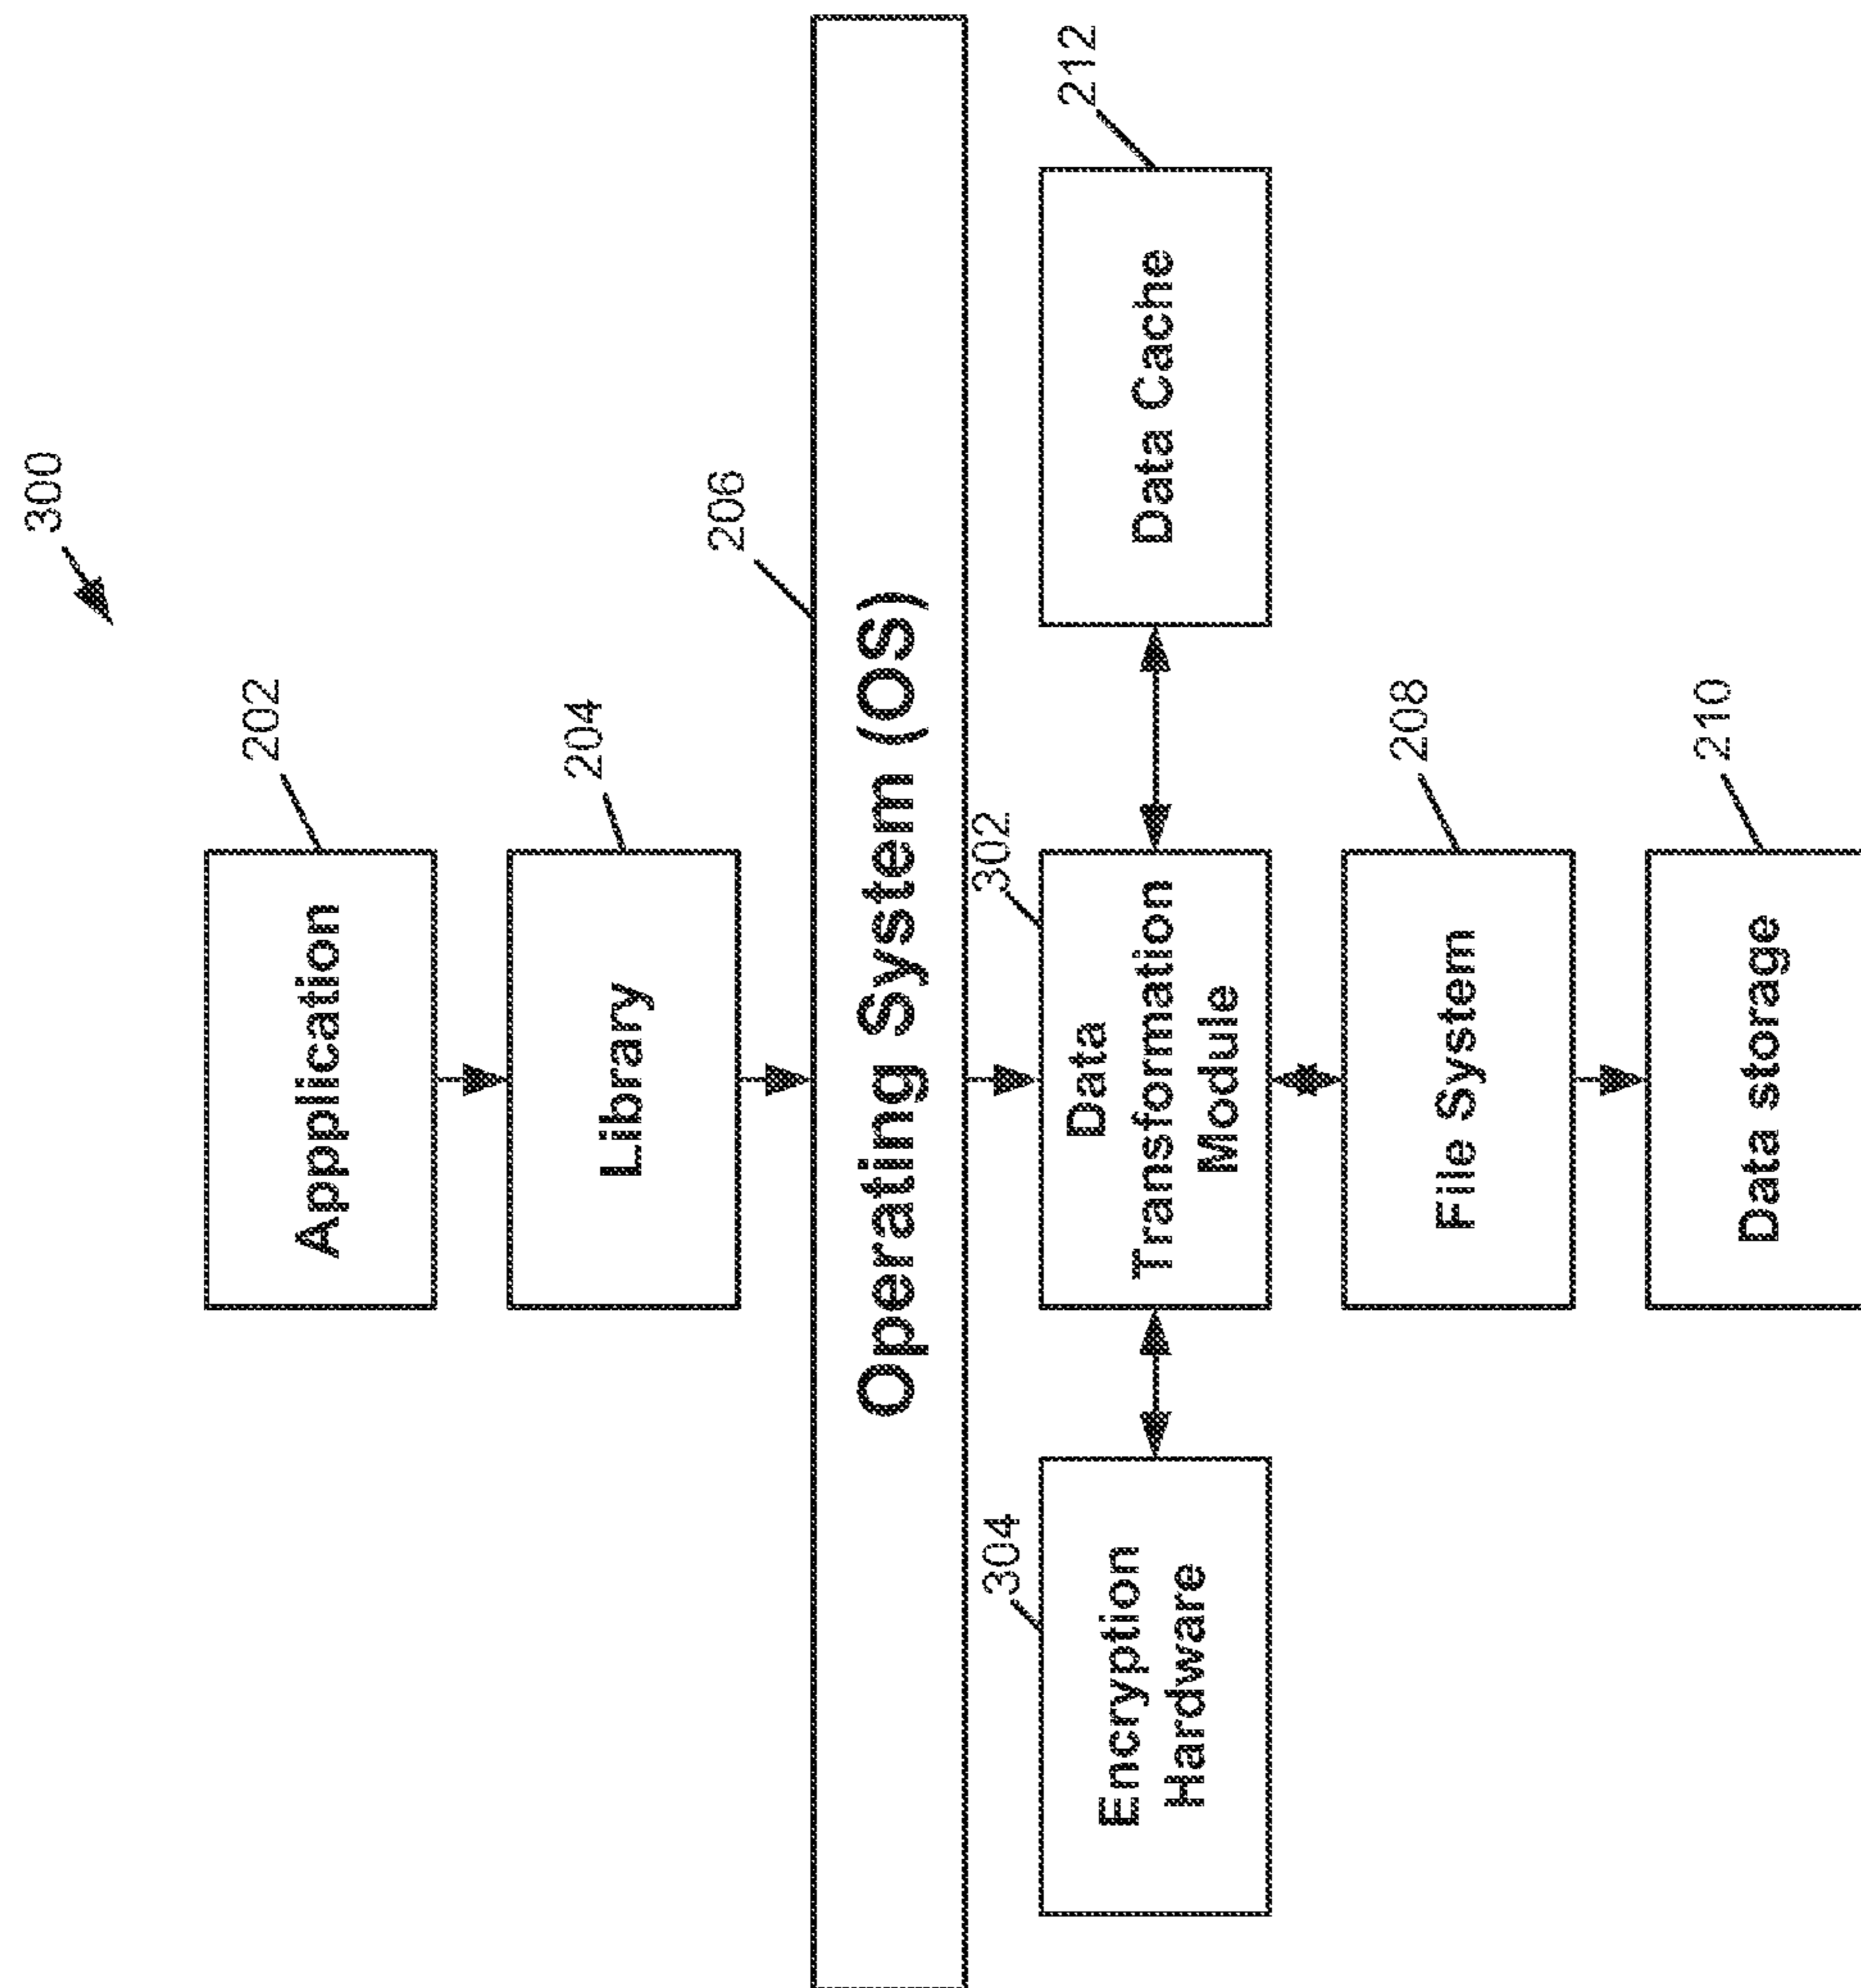 300
202
Application
204
Library
206
Operating System (OS)
304
Encryption
Hardware
302
Data
Transformation
Module
212
Data Cache
208
File System
210
Data storage